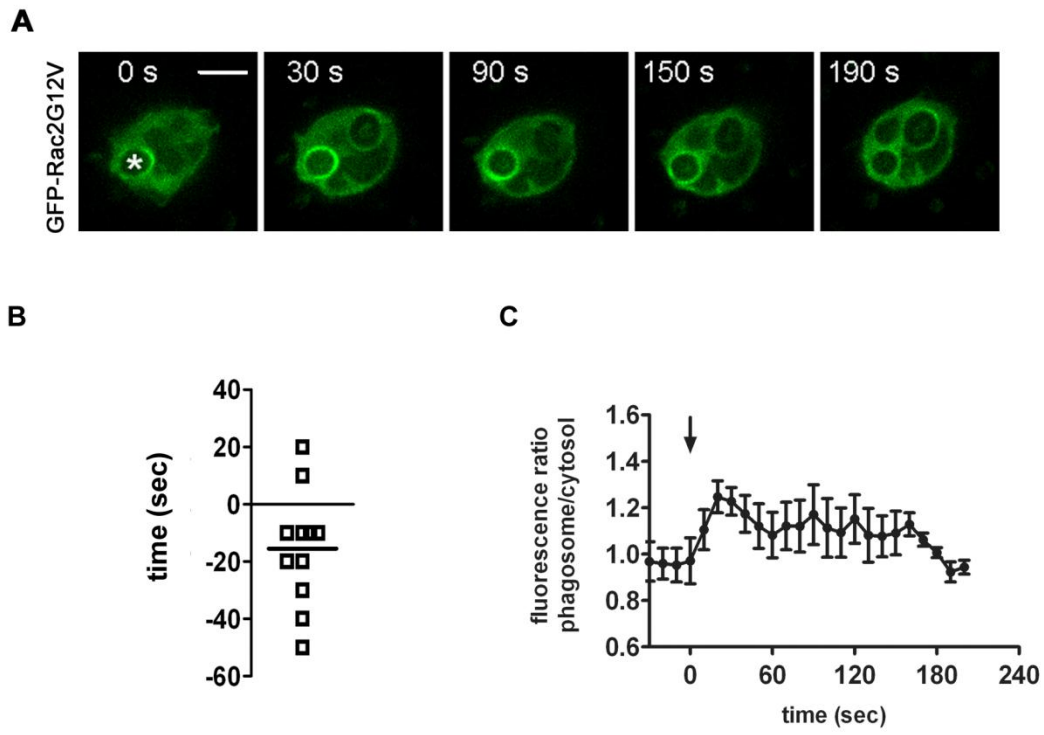 A
GFP-Rac2G12V
0 s
30 s
90 s
150 s
190 s
*
B
time (sec)
40
20
0
-20
-40
-60
C
fluorescence ratio
phagosome/cytosol
1.6
1.4
1.2
1.0
0.8
0.6
0
60
120
180
240
time (sec)